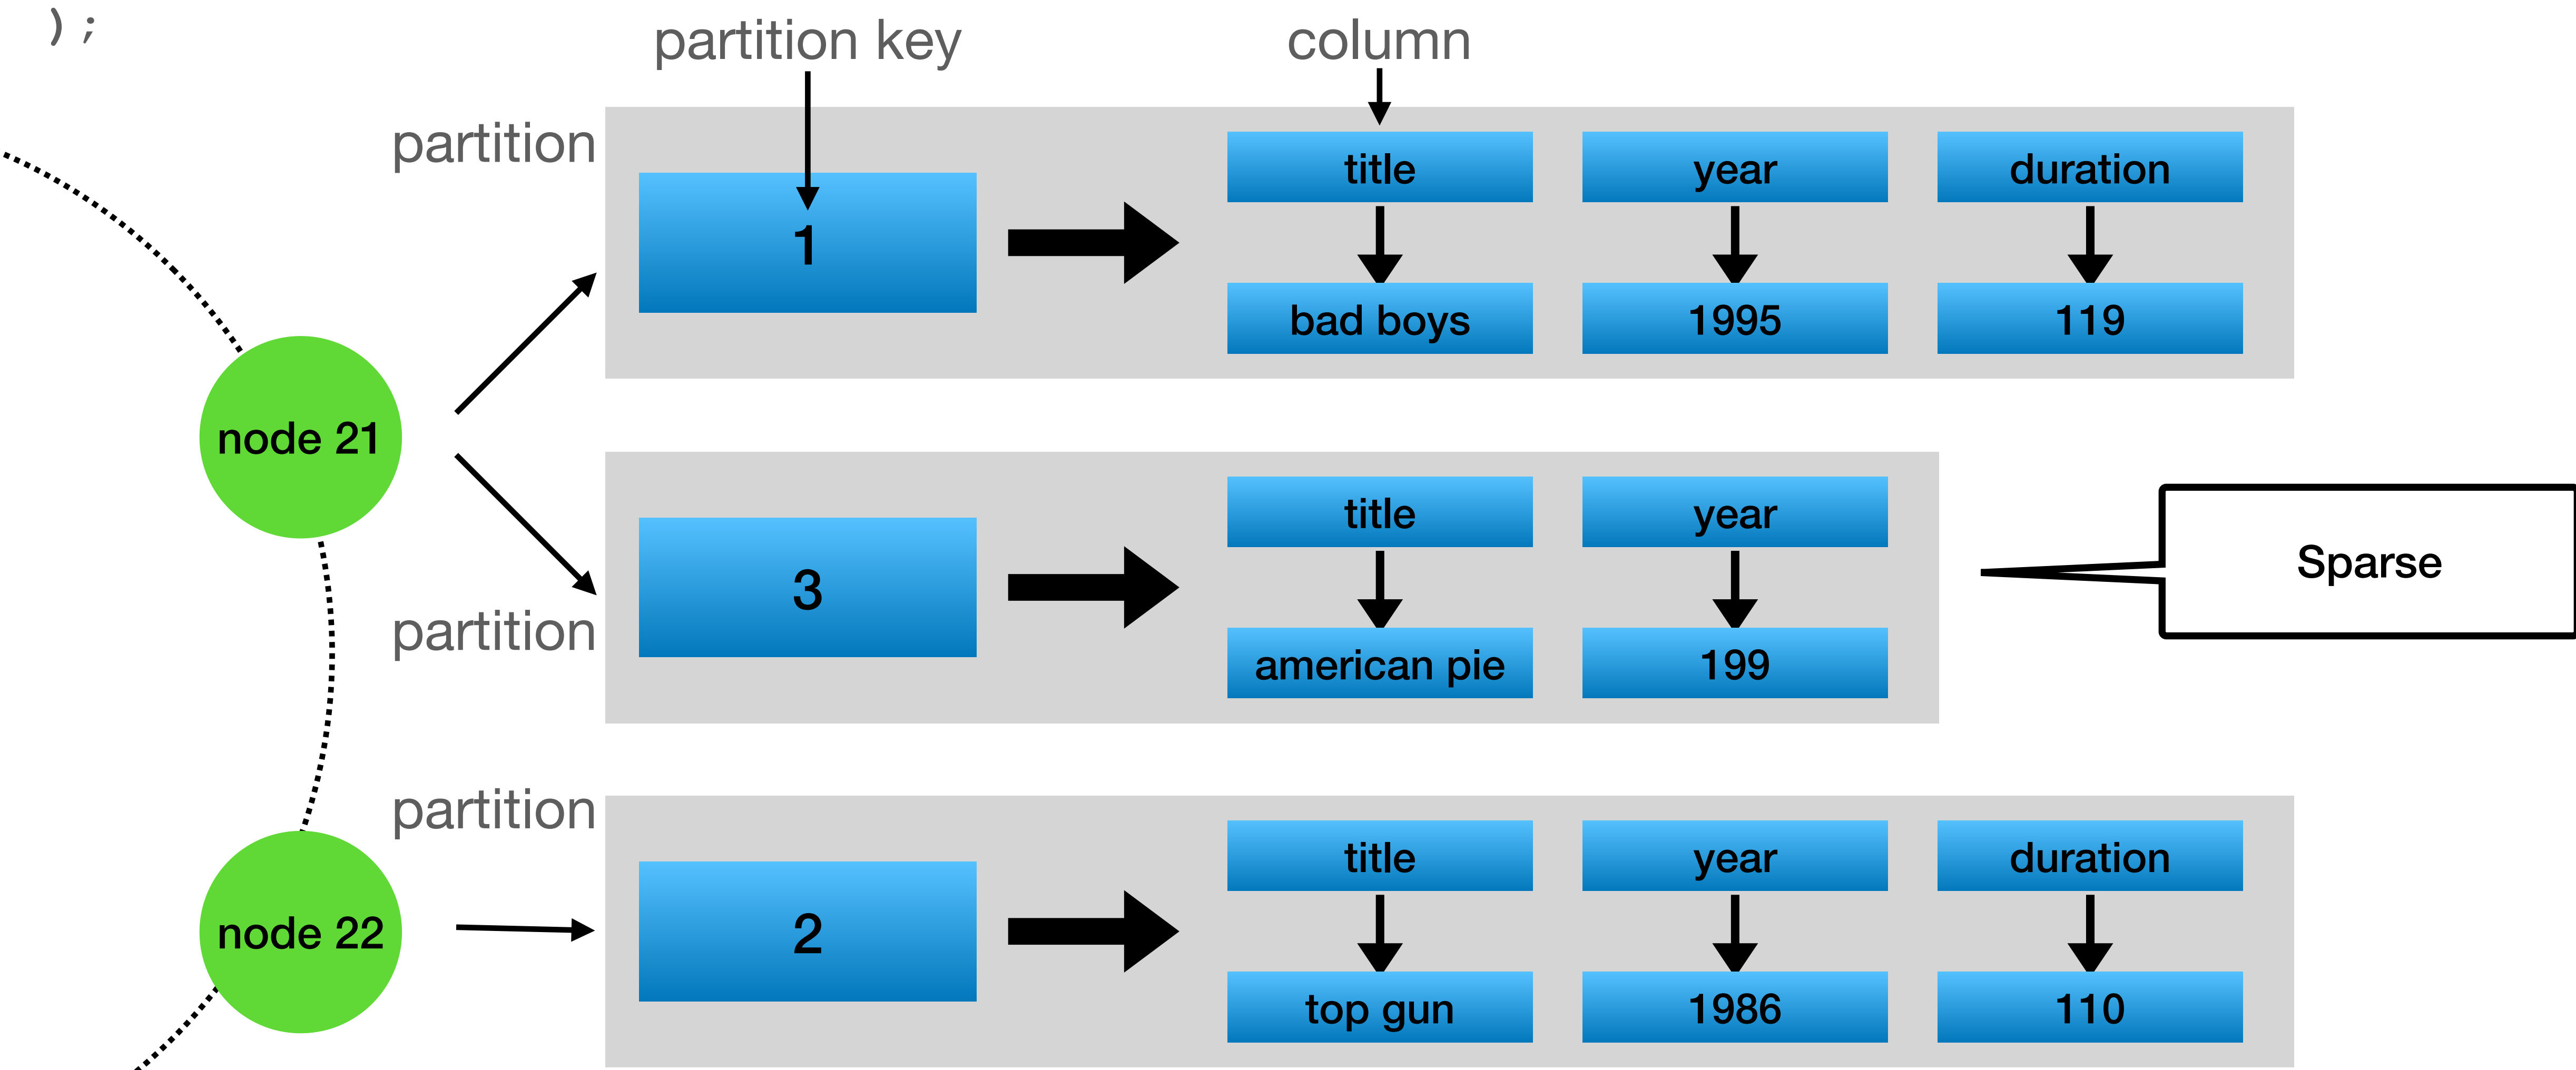 );
partition key
column
partition
title
year
duration
1
bad boys
1995
119
node 21
title
year
Sparse
3
partition
american pie
199
partition
title
year
duration
node 22
2
top gun
1986
110